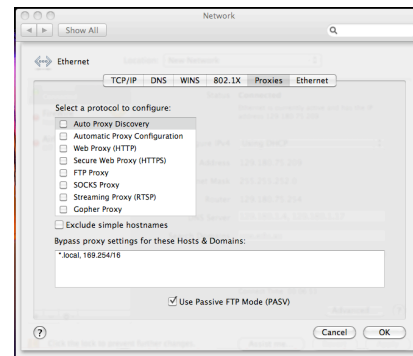 Network
Show All
Ethernet
TCP/IP DNS WINS 802.1X Proxies Ethernet
Select a protocol to configure:
Auto Proxy Discovery
Automatic Proxy Configuration
Web Proxy (HTTP)
Secure Web Proxy (HTTPS)
FTP Proxy
SOCKS Proxy
Streaming Proxy (RTSP)
Gopher Proxy
Exclude simple hostnames
Bypass proxy settings for these Hosts & Domains:
*.local, 169.254/16
Use Passive FTP Mode (PASV)
? Cancel OK